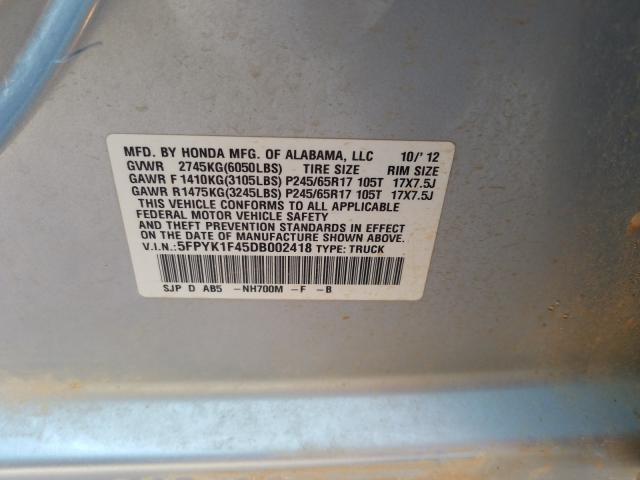 MFD. BY HONDA MFG. OF ALABAMA, LLC 10/' 12
GVWR 2745KG(6050LBS) TIRE SIZE RIM SIZE
GAWR F 1410KG(3105LBS) P245/65R17 105T 17X7.5J
GAWR R1475KG(3245LBS) P245/65R17 105T 17X7.5J
THIS VEHICLE CONFORMS TO ALL APPLICABLE
FEDERAL MOTOR VEHICLE SAFETY
AND THEFT PREVENTION STANDARDS IN EFFECT
ON THE DATE OF MANUFACTURE SHOWN ABOVE.
V.I.N.:5FPYK1F45DB002418 TYPE: TRUCK
SJP D AB5 -NH700M -F -B